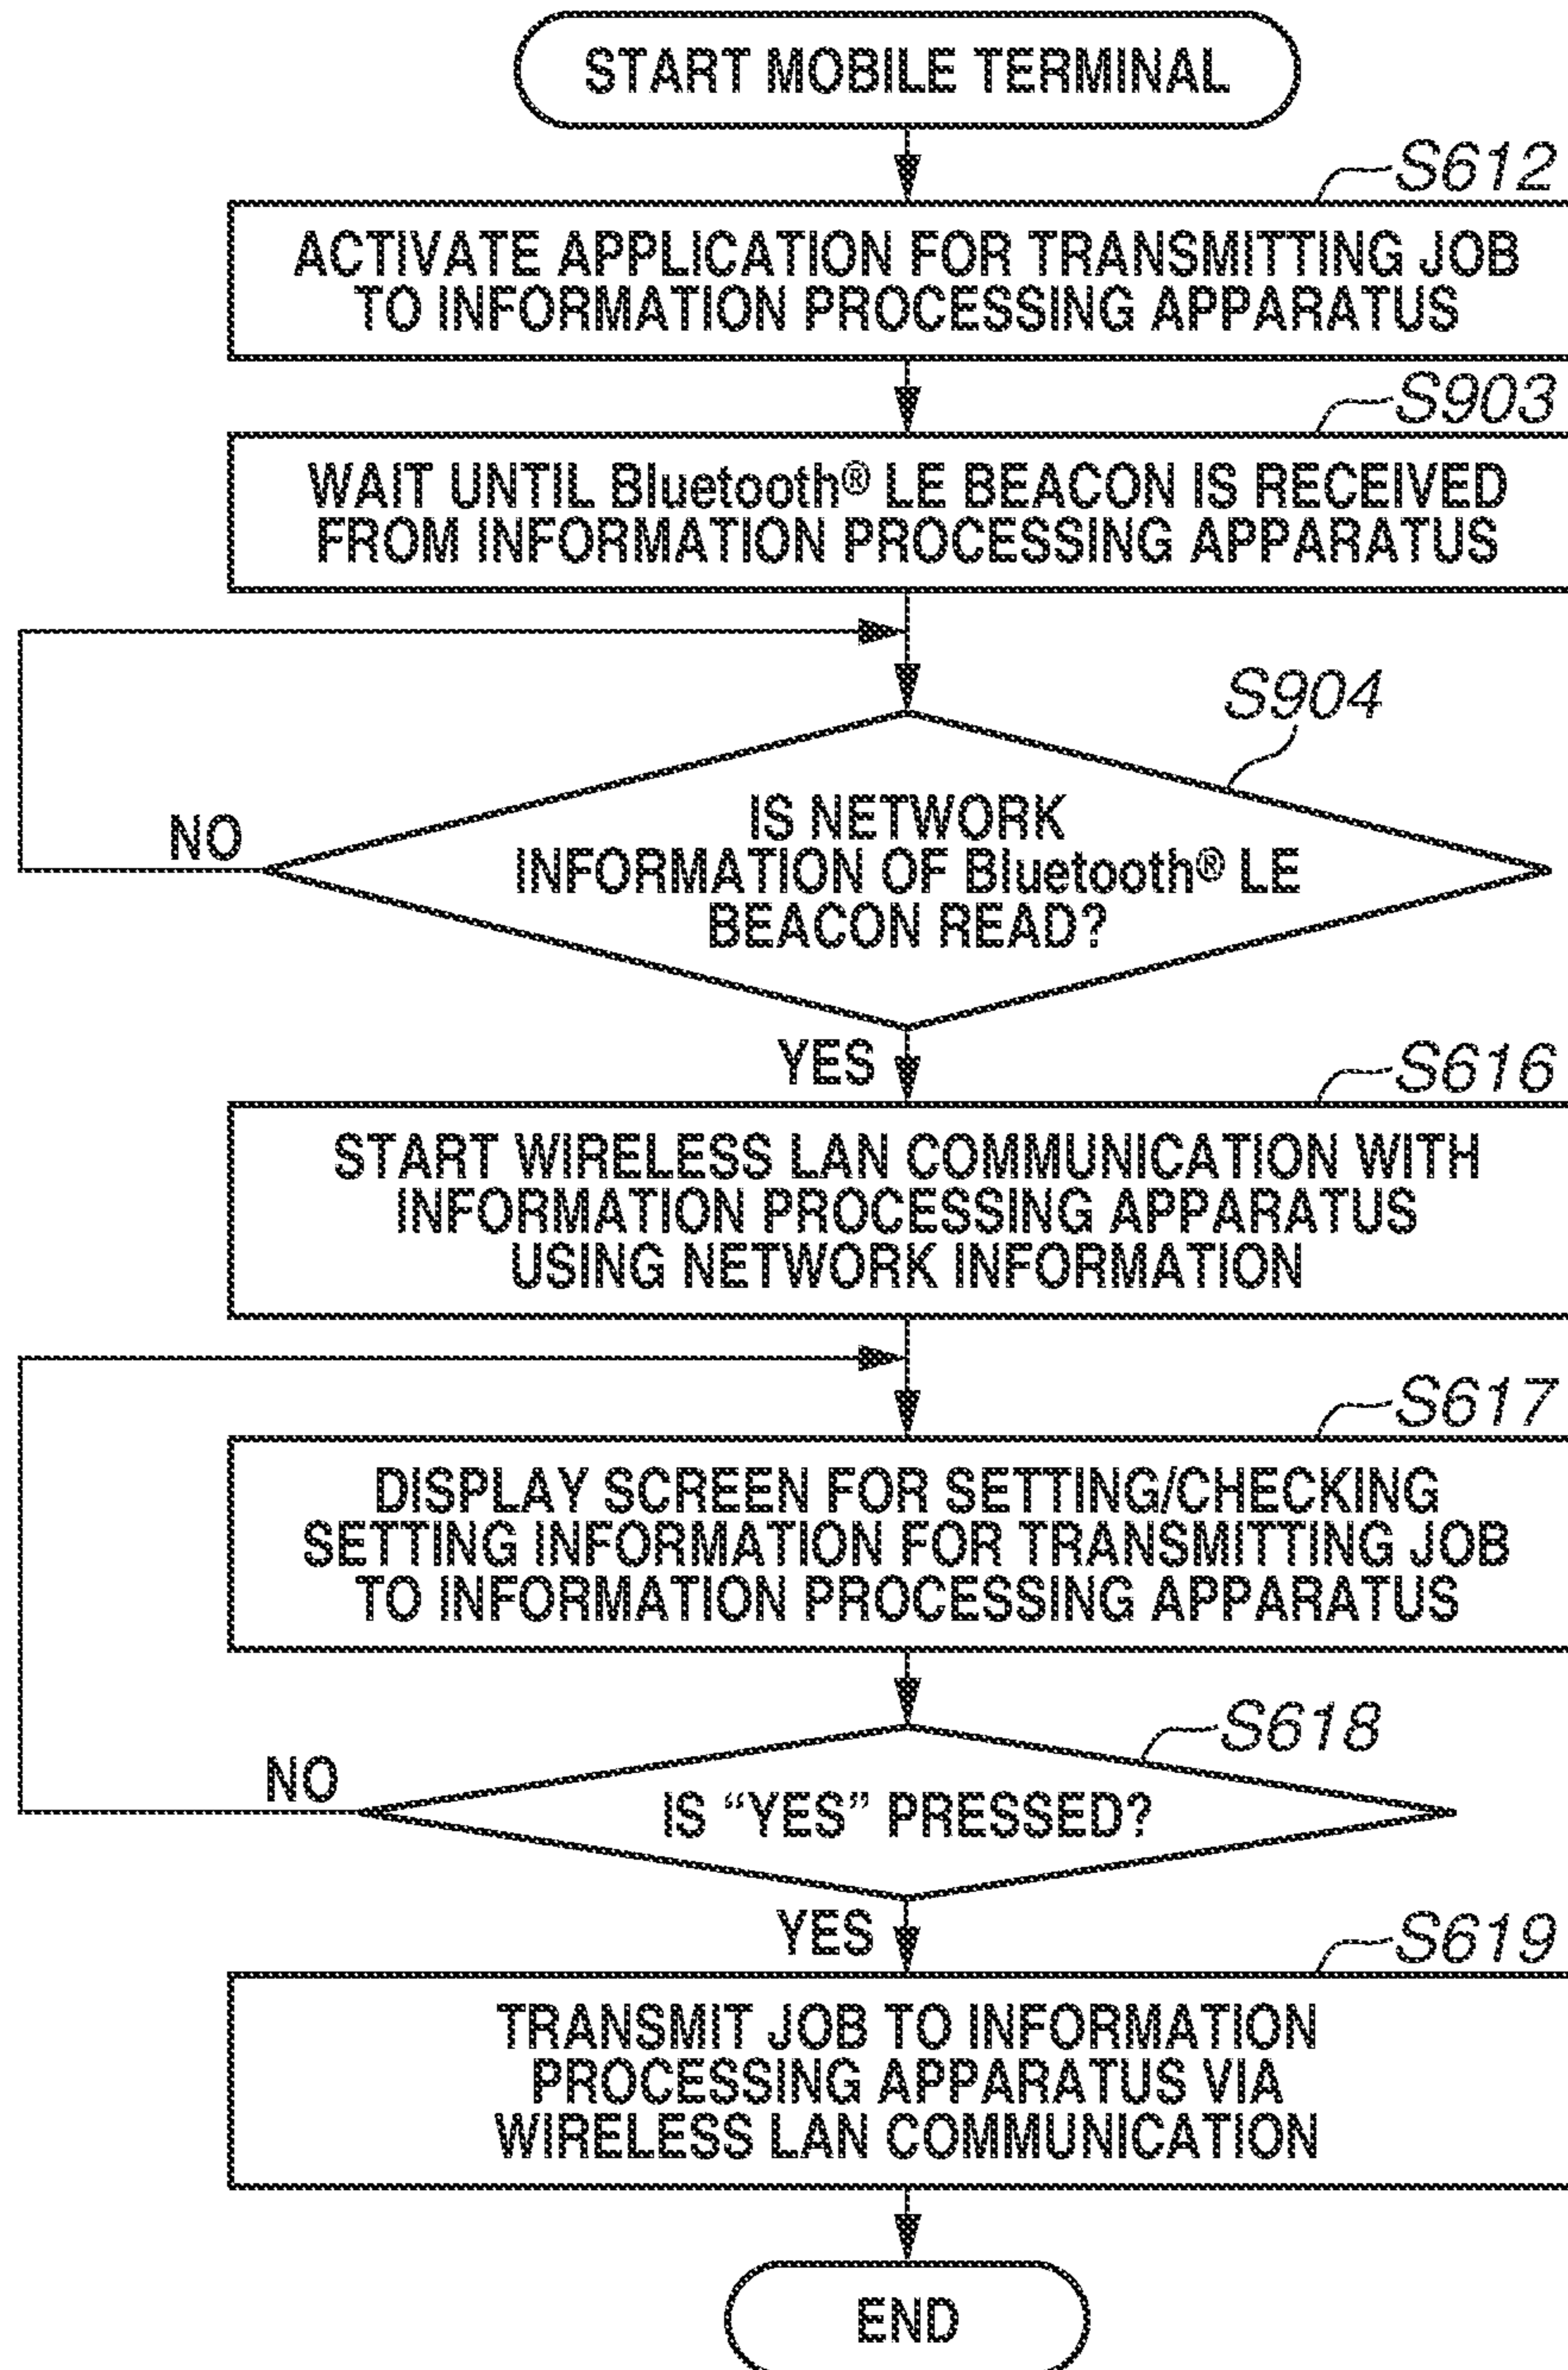 START MOBILE TERMINAL
S612
ACTIVATE APPLICATION FOR TRANSMITTING JOB
TO INFORMATION PROCESSING APPARATUS
S903
WAIT UNTIL Bluetooth® LE BEACON IS RECEIVED
FROM INFORMATION PROCESSING APPARATUS
S904
IS NETWORK
INFORMATION OF Bluetooth® LE
BEACON READ?
NO
YES
S616
START WIRELESS LAN COMMUNICATION WITH
INFORMATION PROCESSING APPARATUS
USING NETWORK INFORMATION
S617
DISPLAY SCREEN FOR SETTING/CHECKING
SETTING INFORMATION FOR TRANSMITTING JOB
TO INFORMATION PROCESSING APPARATUS
S618
IS “YES” PRESSED?
NO
YES
S619
TRANSMIT JOB TO INFORMATION
PROCESSING APPARATUS VIA
WIRELESS LAN COMMUNICATION
END